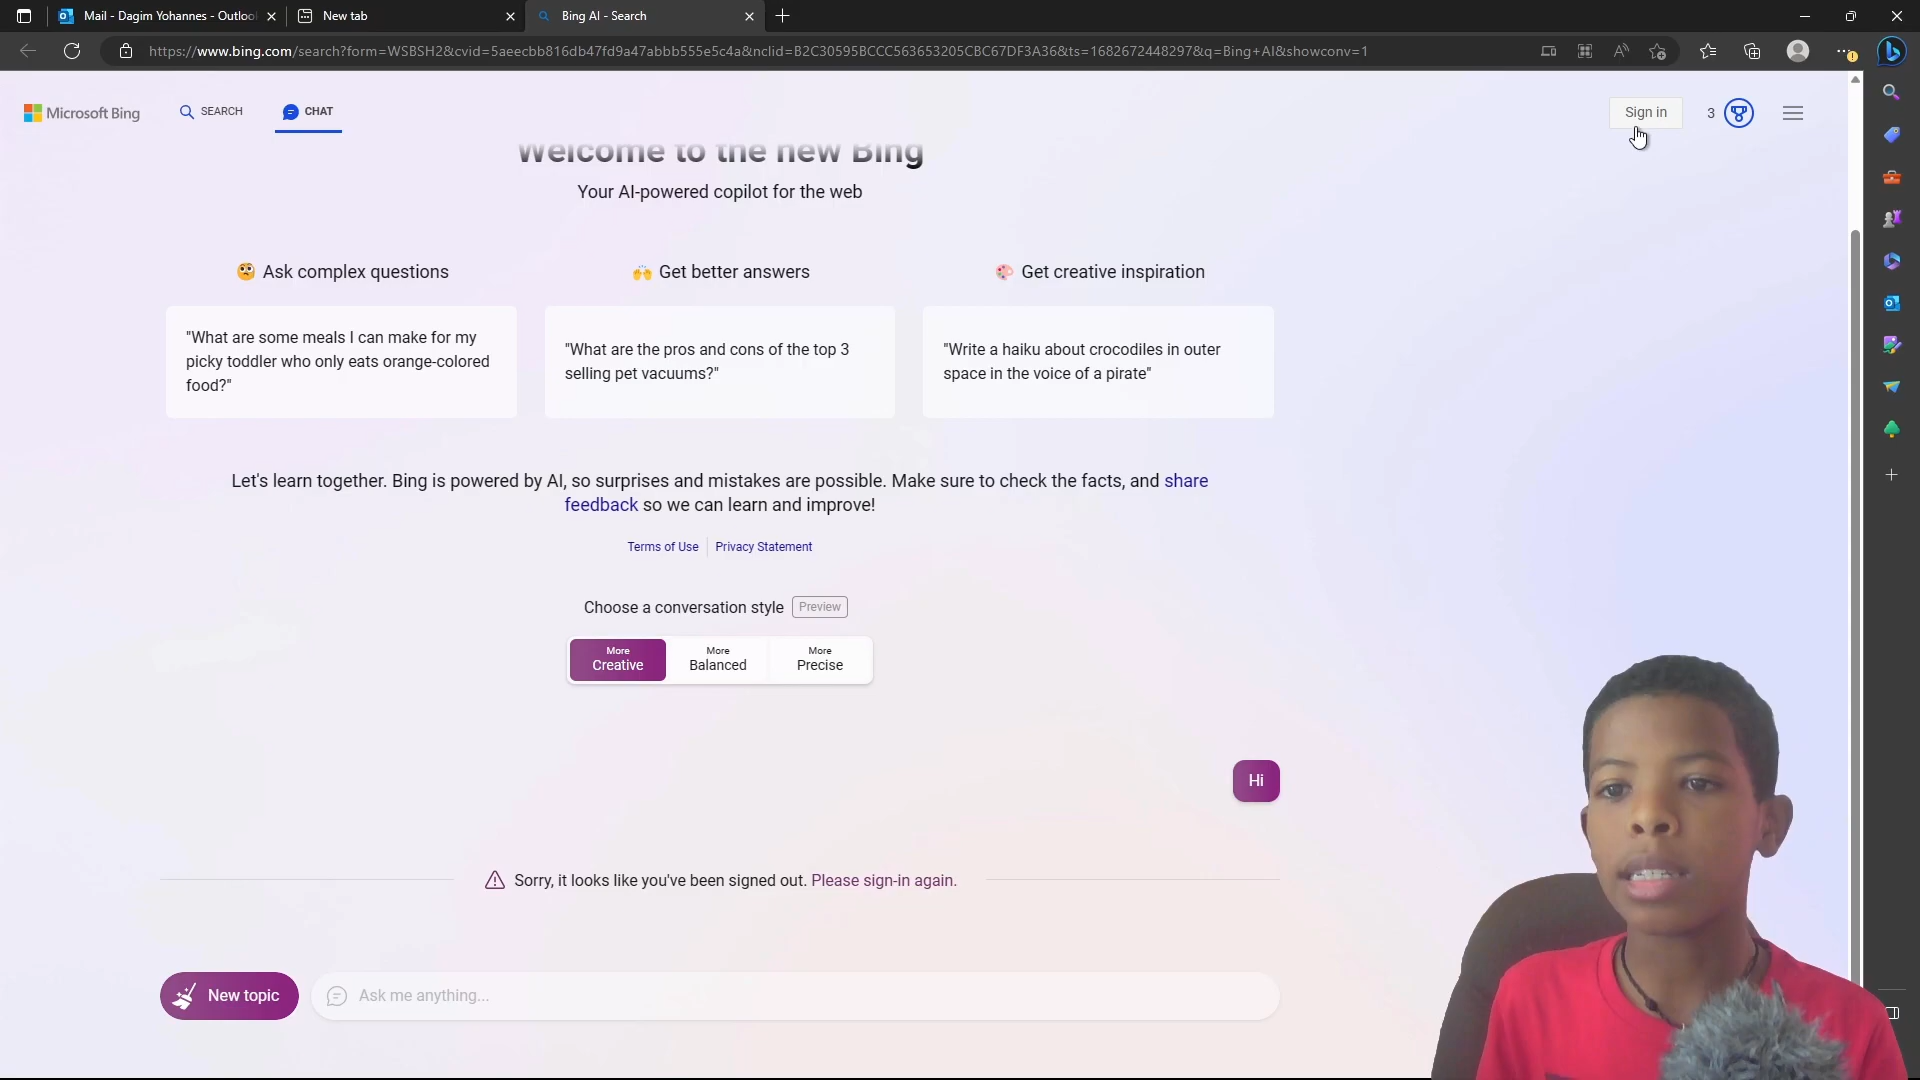 Mail - Dagim Yohannes - Outlook
New tab
Bing AI - Search
https://www.bing.com/search?form=WSBSH2&cvid=5aeecbb816db47fd9a47abbb555e5c4a&nclid=B2C30595BCCC563653205CBC67DF3A36&ts=1682672448297&q=Bing+AI&showconv=1
Microsoft Bing
SEARCH
CHAT
Sign in
3
Welcome to the new Bing
Your AI-powered copilot for the web
Ask complex questions
Get better answers
Get creative inspiration
"What are some meals I can make for my
picky toddler who only eats orange-colored
food?"
"What are the pros and cons of the top 3
selling pet vacuums?"
"Write a haiku about crocodiles in outer
space in the voice of a pirate"
Let's learn together. Bing is powered by AI, so surprises and mistakes are possible. Make sure to check the facts, and share
feedback so we can learn and improve!
Terms of Use
Privacy Statement
Choose a conversation style Preview
More
Creative
More
Balanced
More
Precise
Hi
Sorry, it looks like you've been signed out. Please sign-in again.
New topic
Ask me anything...